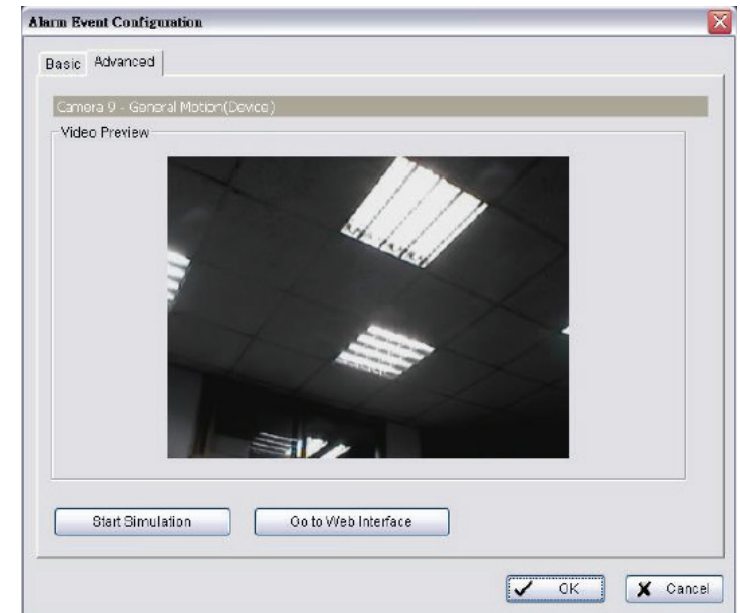 Alarm Event Configuration
Basic Advanced
Camera 9 - General Motion(Device)
Video Preview
Start Simulation Go to Web Interface
OK Cancel